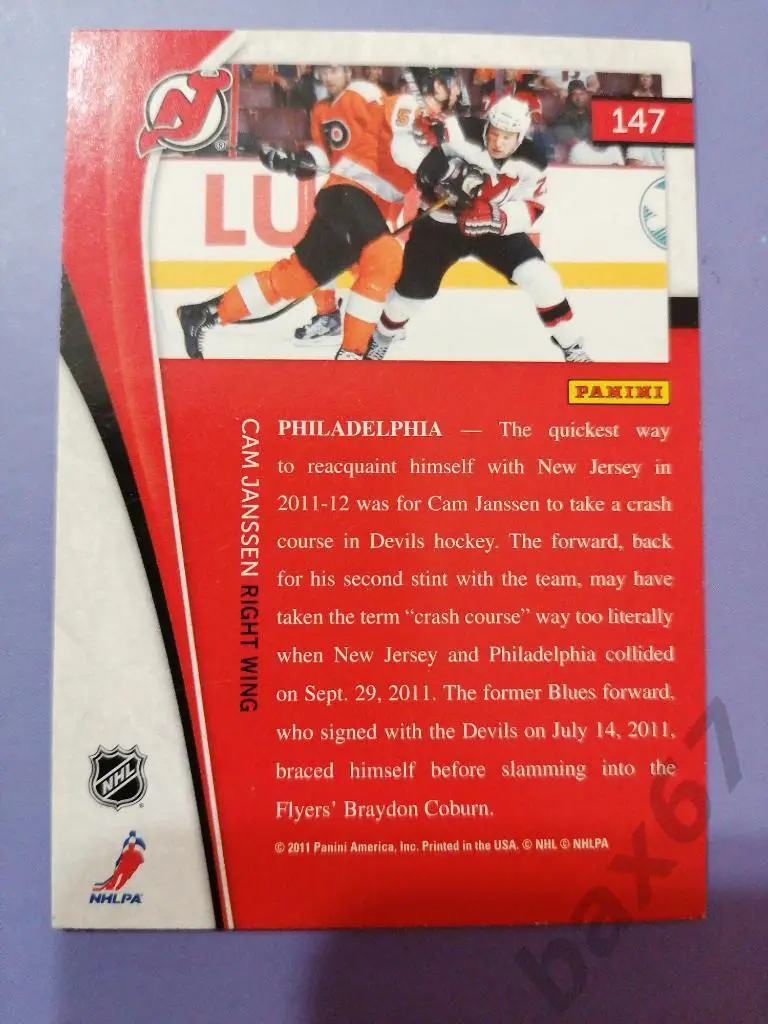 147
LU
PANINI
CAM JANSSEN RIGHT WING
PHILADELPHIA — The quickest way
to reacquaint himself with New Jersey in
2011-12 was for Cam Janssen to take a crash
course in Devils hockey. The forward, back
for his second stint with the team, may have
taken the term “crash course” way too literally
when New Jersey and Philadelphia collided
on Sept. 29, 2011. The former Blues forward,
who signed with the Devils on July 14, 2011,
braced himself before slamming into the
Flyers’ Braydon Coburn.
© 2011 Panini America, Inc. Printed in the USA. © NHL © NHLPA
NHL
NHLPA
bax67